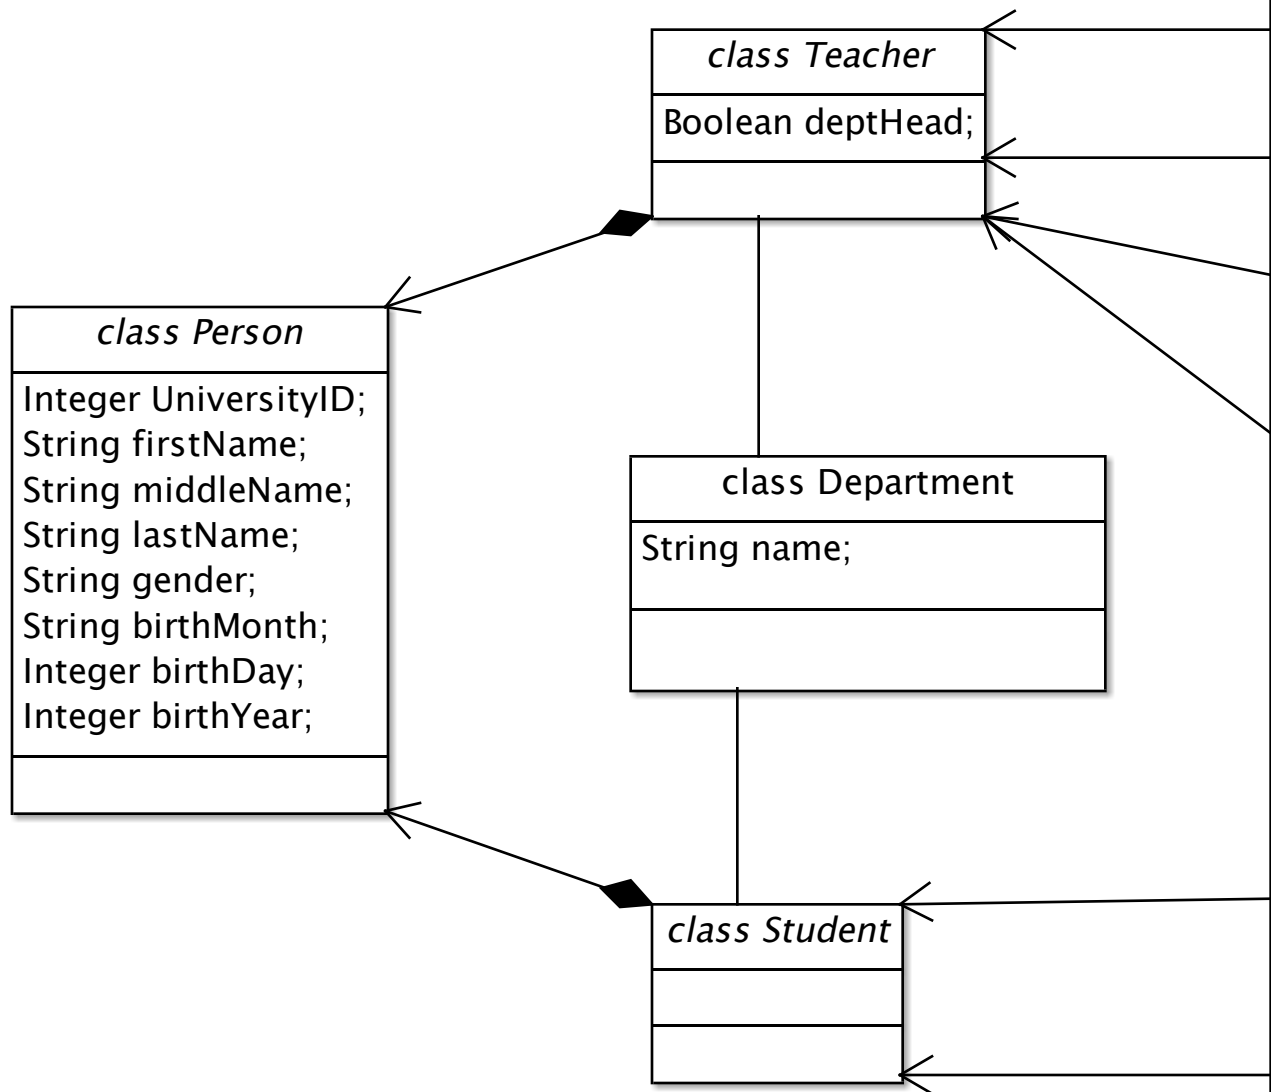 class Teacher
Boolean deptHead;
class Person
Integer UniversityID;
String firstName;
String middleName;
String lastName;
String gender;
String birthMonth;
Integer birthDay;
Integer birthYear;
class Department
String name;
class Student